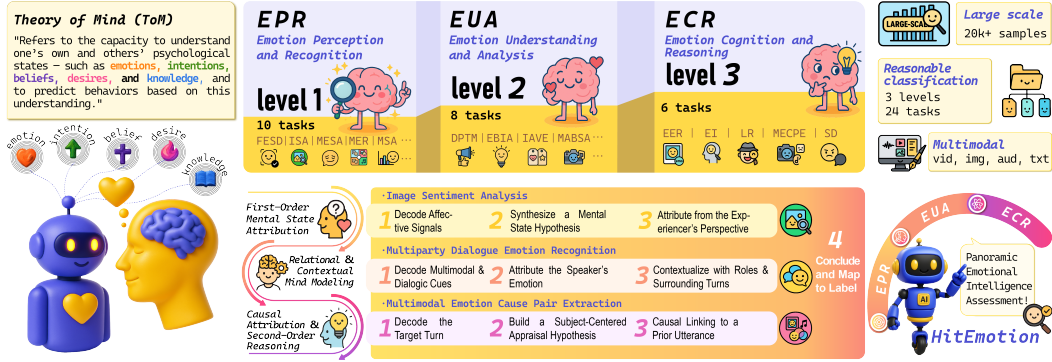 Theory of Mind (ToM)
"Refers to the capacity to understand
one's own and others' psychological
states — such as emotions, intentions,
beliefs, desires, and knowledge, and
to predict behaviors based on this
understanding."
emotion
intention
belief
desire
knowledge
EPR
Emotion Perception
and Recognition
level 1
10 tasks
FESD|ISA|MESA|MER|MSA ···
···
EUA
Emotion Understanding
and Analysis
level 2
8 tasks
DPTM|EBIA|IAVE|MABSA···
···
ECR
Emotion Cognition and
Reasoning
level 3
6 tasks
EER | EI | LR | MECPE | SD
LARGE-SCALE
Large scale
20k+ samples
Reasonable
classification
3 levels
24 tasks
Multimodal
vid, img, aud, txt
First-Order
Mental State
Attribution
Relational &
Contextual
Mind Modeling
Causal
Attribution &
Second-Order
Reasoning
·Image Sentiment Analysis
1 Decode Affec-
tive Signals
2 Synthesize a Mental
State Hypothesis
3 Attribute from the Exp-
eriencer's Perspective
·Multiparty Dialogue Emotion Recognition
1 Decode Multimodal &
Dialogic Cues
2 Attribute the Speaker's
Emotion
3 Contextualize with Roles &
Surrounding Turns
·Multimodal Emotion Cause Pair Extraction
1 Decode the
Target Turn
2 Build a Subject-Centered
Appraisal Hypothesis
3 Causal Linking to a
Prior Utterance
4
Conclude
and Map
to Label
EPR
EUA
ECR
AI
Panoramic
Emotional
Intelligence
Assessment!
HitEmotion